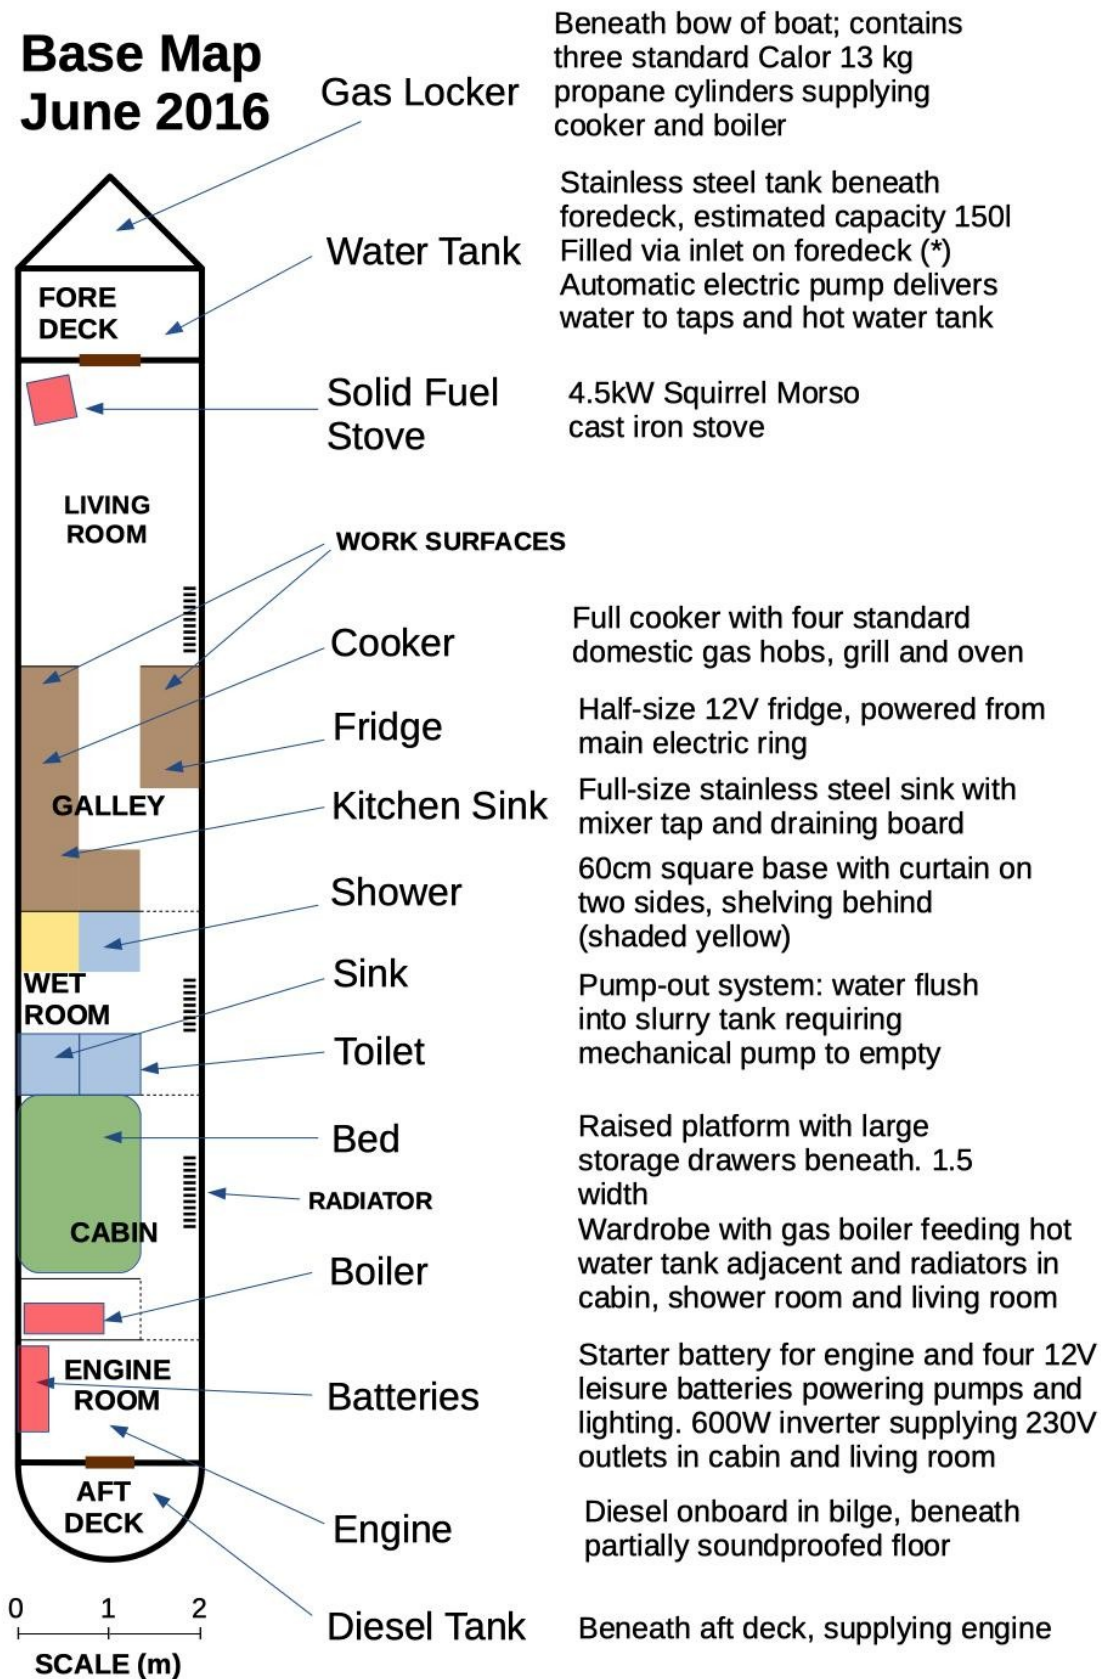 Base Map
June 2016
Gas Locker
Beneath bow of boat; contains
three standard Calor 13 kg
propane cylinders supplying
cooker and boiler
Water Tank
Stainless steel tank beneath
foredeck, estimated capacity 150l
Filled via inlet on foredeck (*)
Automatic electric pump delivers
water to taps and hot water tank
FORE
DECK
Solid Fuel
Stove
4.5kW Squirrel Morso
cast iron stove
LIVING
ROOM
WORK SURFACES
Cooker
Full cooker with four standard
domestic gas hobs, grill and oven
Fridge
Half-size 12V fridge, powered from
main electric ring
GALLEY
Kitchen Sink
Full-size stainless steel sink with
mixer tap and draining board
Shower
60cm square base with curtain on
two sides, shelving behind
(shaded yellow)
WET
ROOM
Sink
Toilet
Pump-out system: water flush
into slurry tank requiring
mechanical pump to empty
Bed
Raised platform with large
storage drawers beneath. 1.5
width
RADIATOR
CABIN
Boiler
Wardrobe with gas boiler feeding hot
water tank adjacent and radiators in
cabin, shower room and living room
ENGINE
ROOM
Batteries
Starter battery for engine and four 12V
leisure batteries powering pumps and
lighting. 600W inverter supplying 230V
outlets in cabin and living room
AFT
DECK
Engine
Diesel onboard in bilge, beneath
partially soundproofed floor
Diesel Tank
Beneath aft deck, supplying engine
0 1 2
SCALE (m)